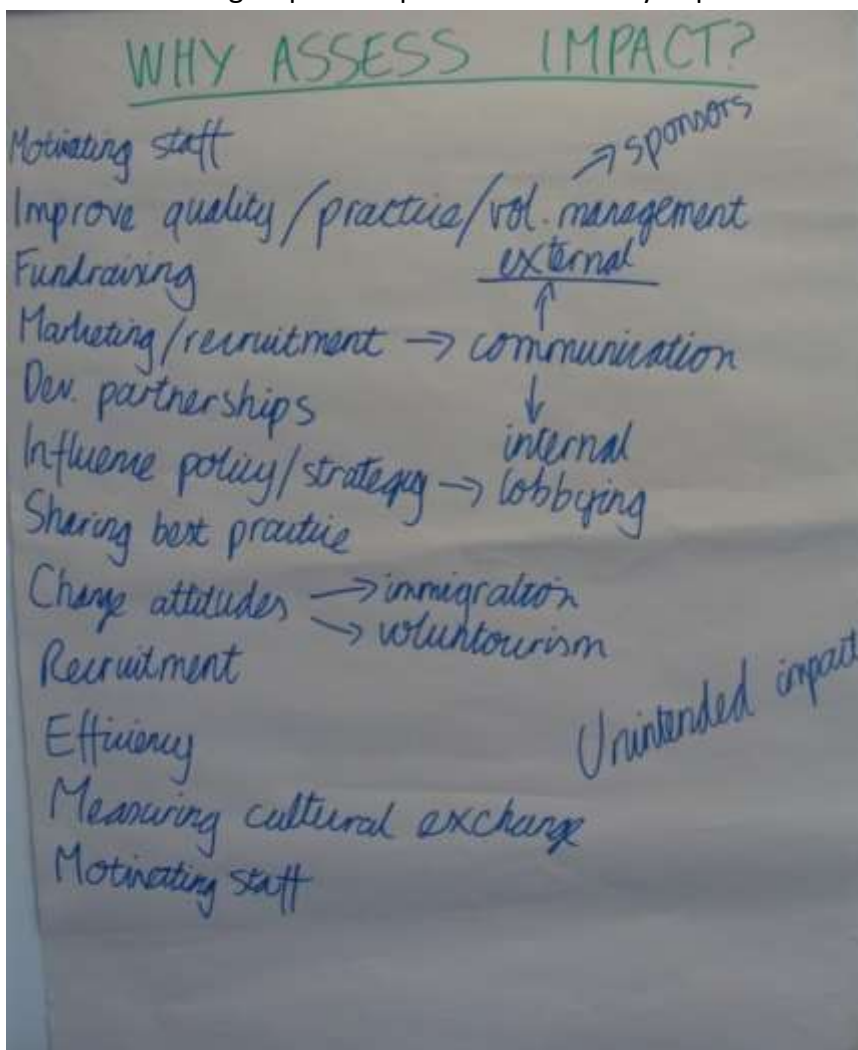 WHY ASSESS IMPACT?
Motivating staff
→ sponsors
Improve quality/practice/vol. management
Fundraising
external
↑
Marketing/recruitment → communication
↓
Dev. partnerships
internal
Influence policy/strategy → lobbying
Sharing best practice
Change attitudes → immigration
→ voluntourism
Recruitment
Unintended impact
Efficiency
Measuring cultural exchange
Motivating staff